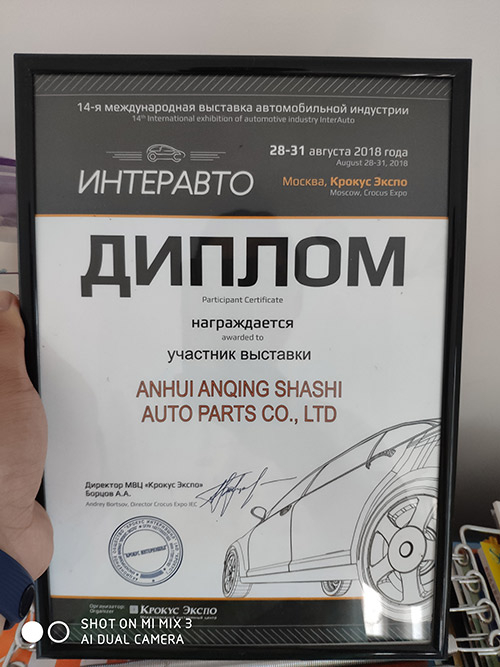 14-я международная выставка автомобильной индустрии
14th International exhibition of automotive industry InterAuto
28-31 августа 2018 года
August 28-31, 2018
ИНТЕРАВТО
Москва, Крокус Экспо
Moscow, Crocus Expo
ДИПЛОМ
Participant Certificate
награждается
awarded to
участник выставки
ANHUI ANQING SHASHI
AUTO PARTS CO., LTD
Директор МВЦ «Крокус Экспо»
Борцов А.А.
Andrey Bortsov, Director Crocus Expo IEC
Организатор:
Organizer
КРОКУС ЭКСПО
SHOT ON MI MIX 3
AI DUAL CAMERA